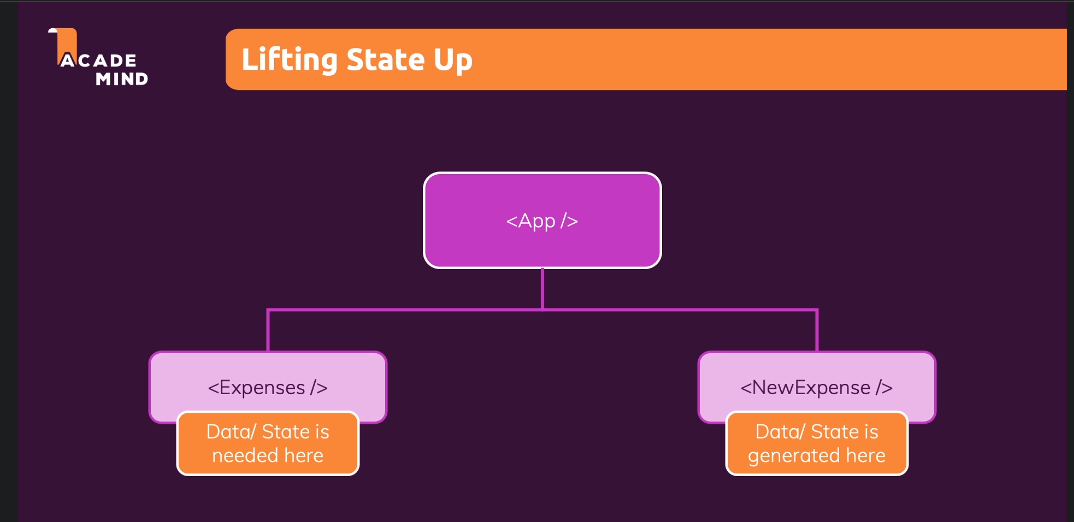 ACADE
MIND
Lifting State Up
<App />
<Expenses />
<NewExpense />
Data/ State is
needed here
Data/ State is
generated here